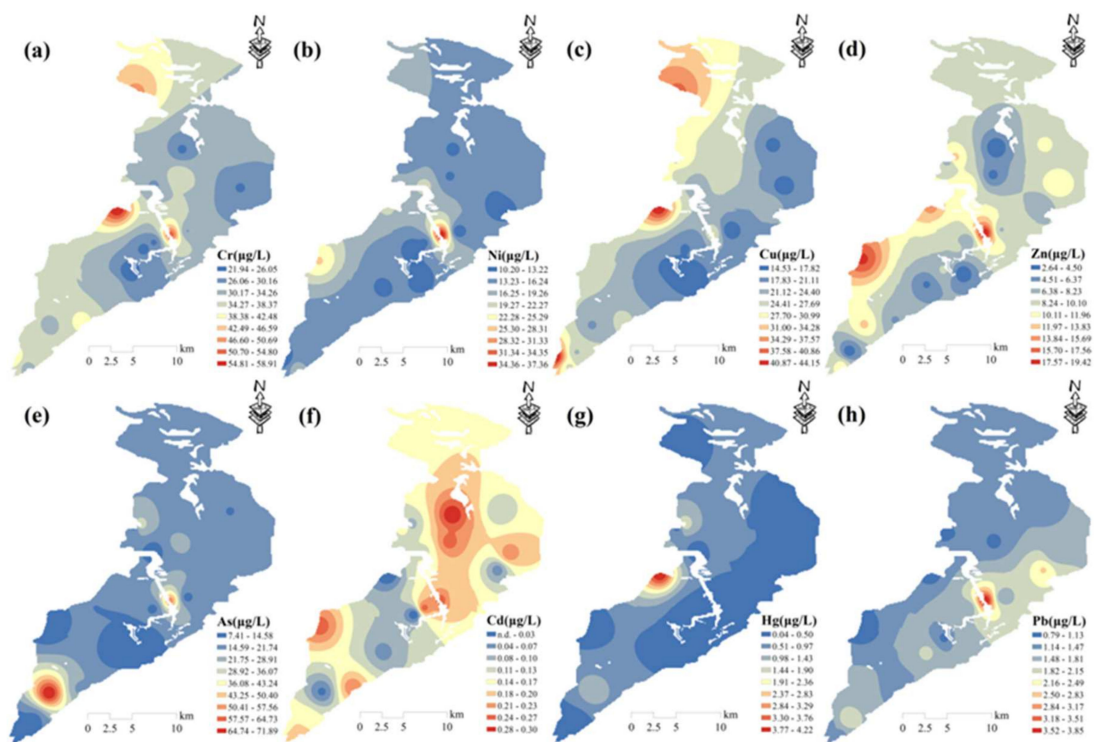 (a)
N
Cr(µg/L)
21.94 - 26.05
26.06 - 30.16
30.17 - 34.26
34.27 - 38.37
38.38 - 42.48
42.49 - 46.59
46.60 - 50.69
50.70 - 54.80
54.81 - 58.91
km
0 2.5 5 10
(b)
N
Ni(µg/L)
10.20 - 13.22
13.23 - 16.24
16.25 - 19.26
19.27 - 22.27
22.28 - 25.29
25.30 - 28.31
28.32 - 31.33
31.34 - 34.35
34.36 - 37.36
km
0 2.5 5 10
(c)
N
Cu(µg/L)
14.53 - 17.82
17.83 - 21.11
21.12 - 24.40
24.41 - 27.69
27.70 - 30.99
31.00 - 34.28
34.29 - 37.57
37.58 - 40.86
40.87 - 44.15
km
0 2.5 5 10
(d)
N
Zn(µg/L)
2.64 - 4.50
4.51 - 6.37
6.38 - 8.23
8.24 - 10.10
10.11 - 11.96
11.97 - 13.83
13.84 - 15.69
15.70 - 17.56
17.57 - 19.42
km
0 2.5 5 10
(e)
N
As(µg/L)
7.41 - 14.58
14.59 - 21.74
21.75 - 28.91
28.92 - 36.07
36.08 - 43.24
43.25 - 50.40
50.41 - 57.56
57.57 - 64.73
64.74 - 71.89
km
0 2.5 5 10
(f)
N
Cd(µg/L)
n.d. - 0.03
0.04 - 0.07
0.08 - 0.10
0.11 - 0.13
0.14 - 0.17
0.18 - 0.20
0.21 - 0.23
0.24 - 0.27
0.28 - 0.30
km
0 2.5 5 10
(g)
N
Hg(µg/L)
0.04 - 0.50
0.51 - 0.97
0.98 - 1.43
1.44 - 1.90
1.91 - 2.36
2.37 - 2.83
2.84 - 3.29
3.30 - 3.76
3.77 - 4.22
km
0 2.5 5 10
(h)
N
Pb(µg/L)
0.79 - 1.13
1.14 - 1.47
1.48 - 1.81
1.82 - 2.15
2.16 - 2.49
2.50 - 2.83
2.84 - 3.17
3.18 - 3.51
3.52 - 3.85
km
0 2.5 5 10